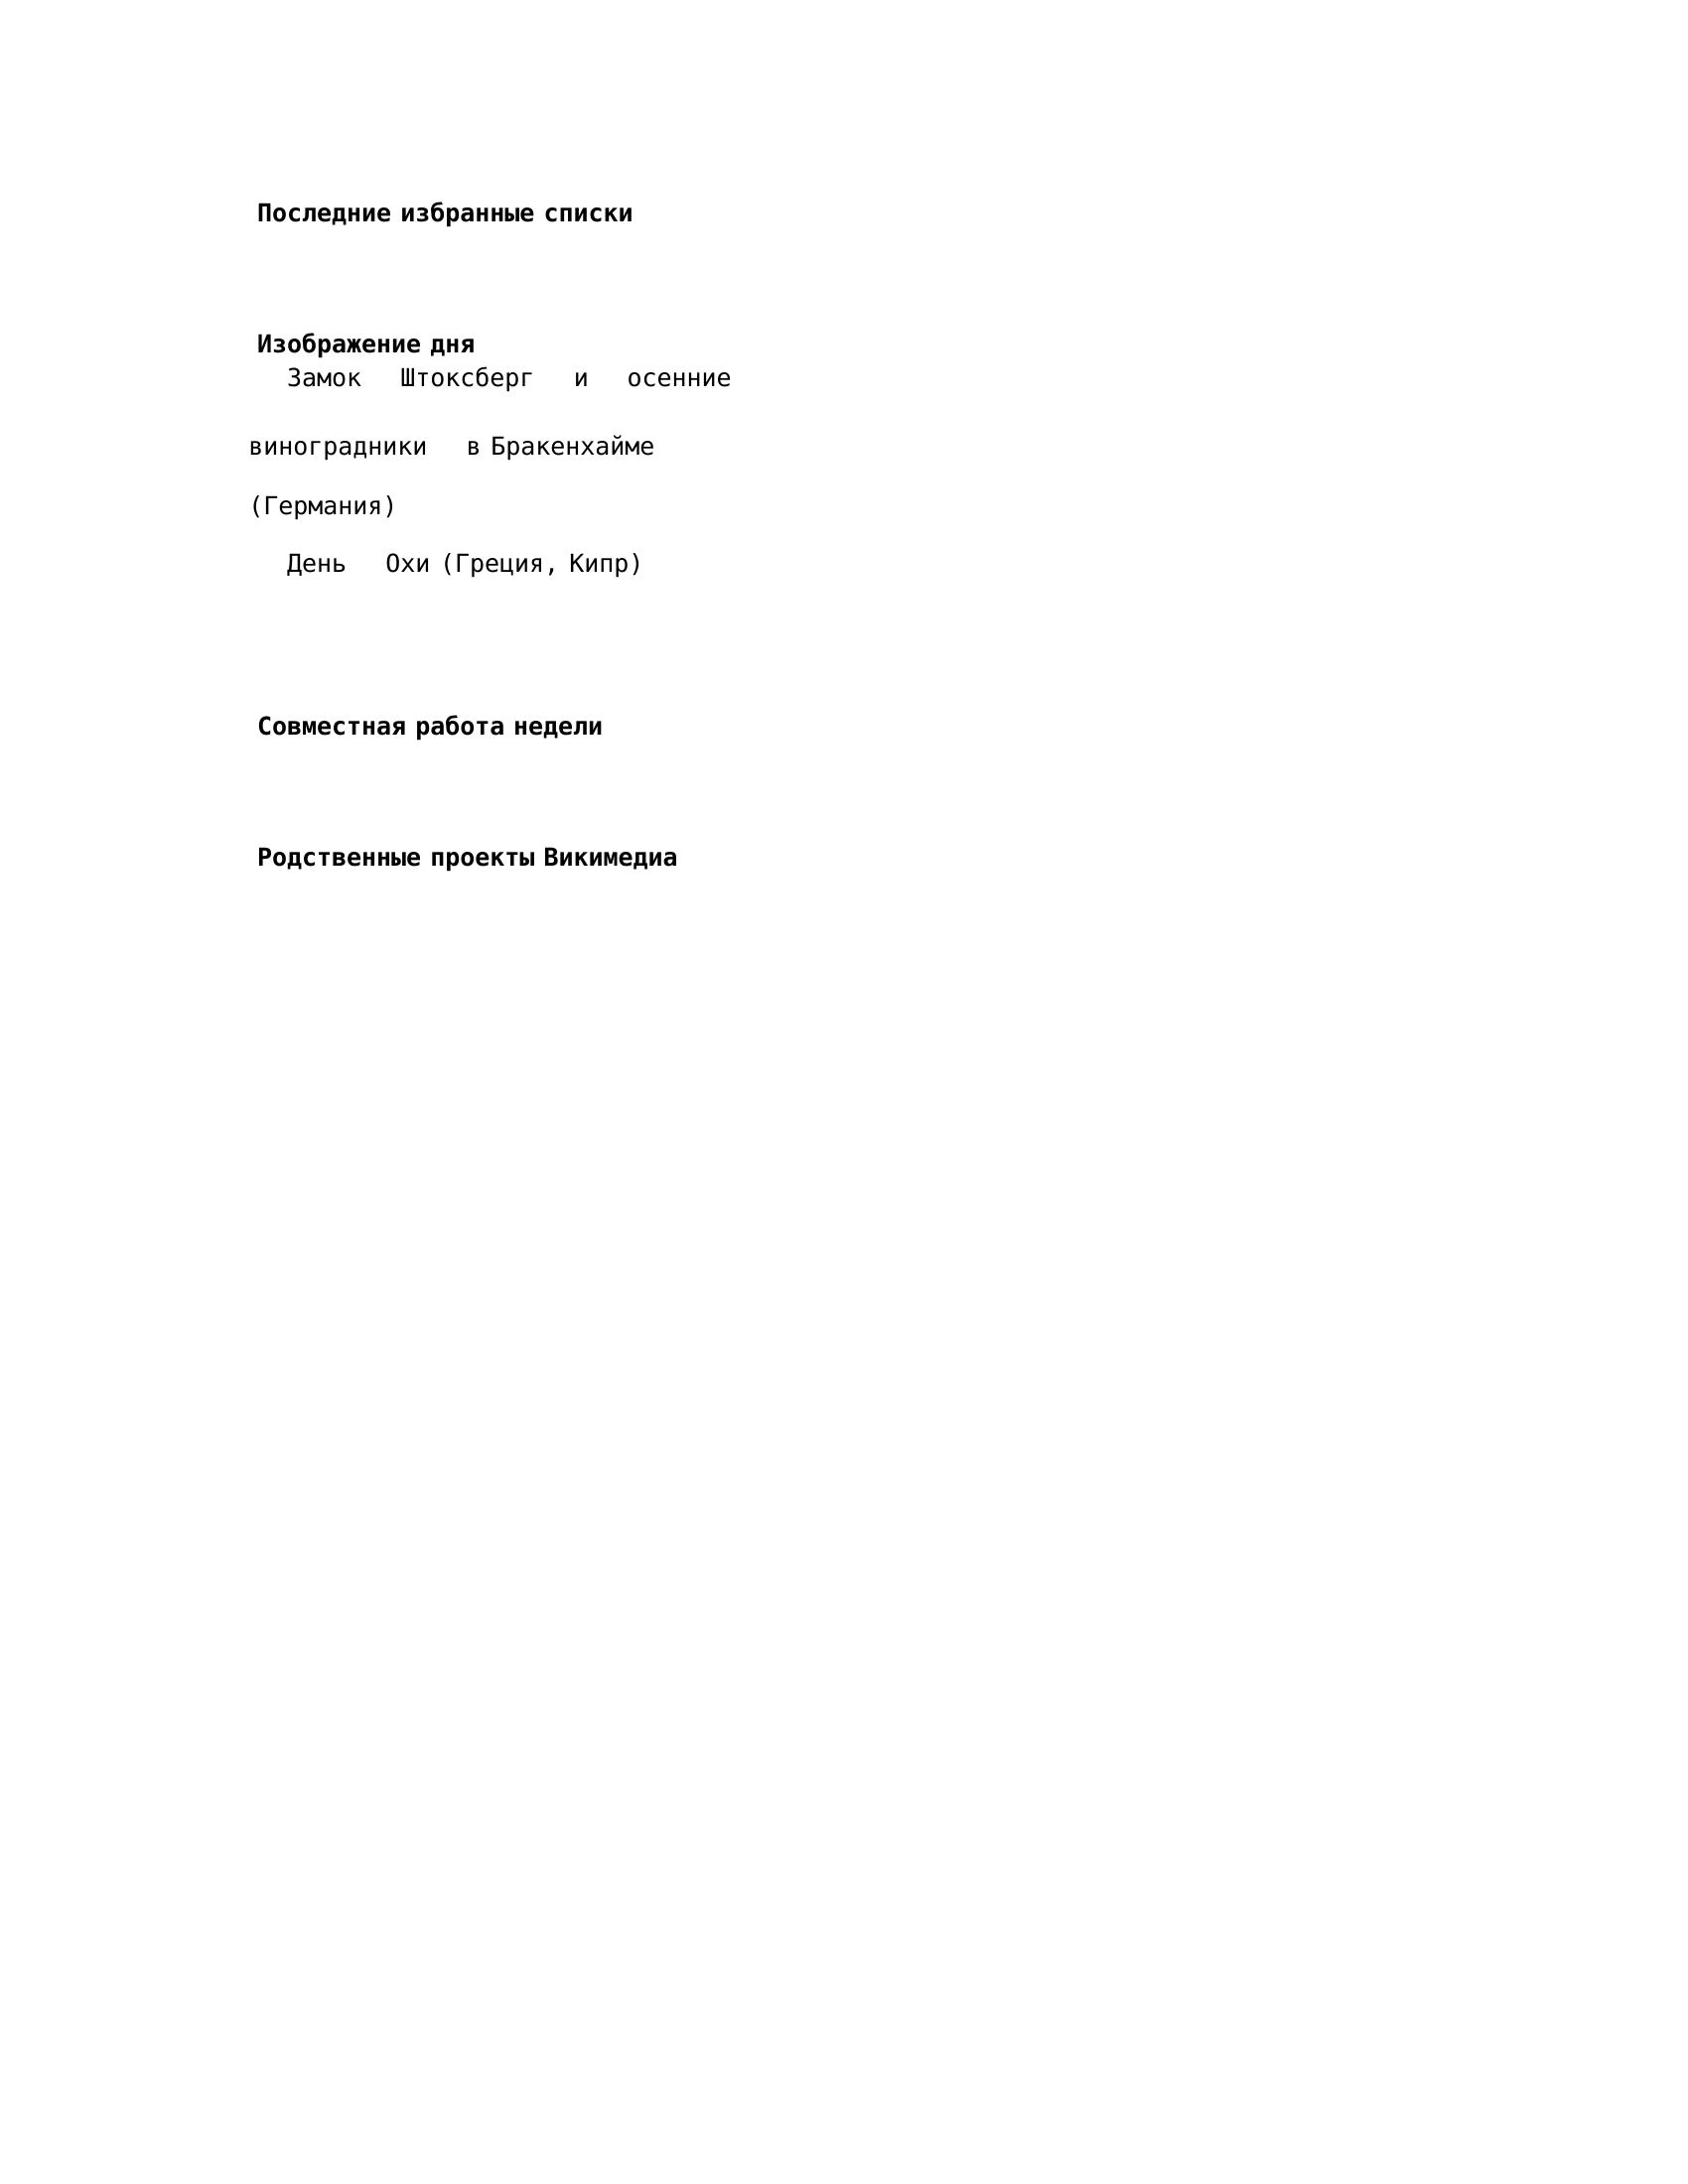 Последние избранные списки
Изображение дня
Замок Штоксберг и осенние
виноградники в Бракенхайме
(Германия)
День Охи (Греция, Кипр)
Совместная работа недели
Родственные проекты Викимедиа